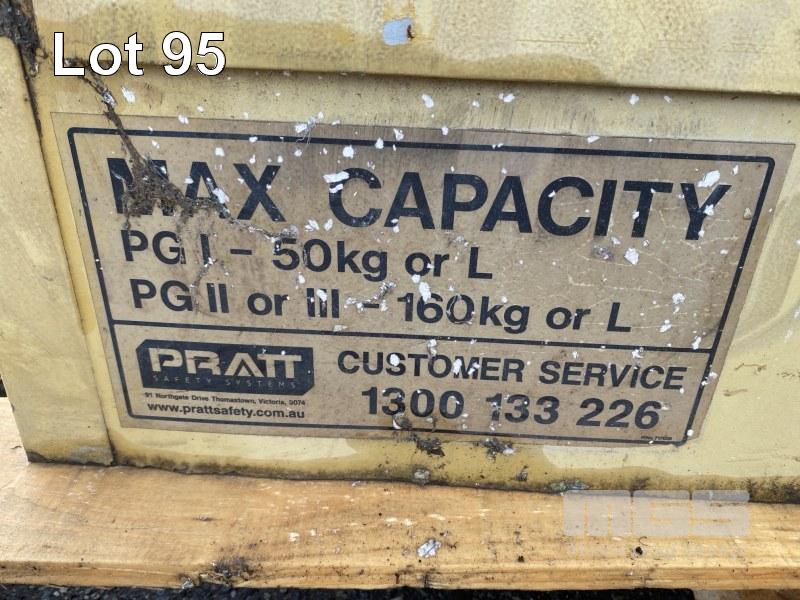 Lot 95
MAX CAPACITY
PG I - 50kg or L
PG II or III - 160kg or L
PRATT
SAFETY SYSTEMS
91 Northgate Drive Thomastown, Victoria, 3074
www.prattsafety.com.au
CUSTOMER SERVICE
1300 133 226
MGS